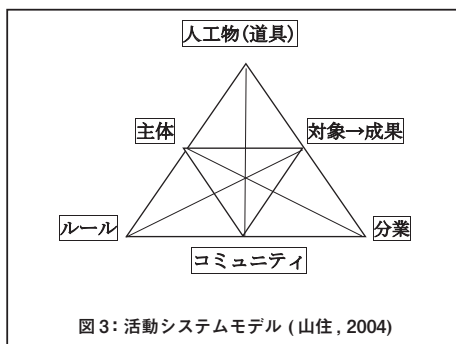 人工物(道具)
主体
対象→成果
ルール
分業
コミュニティ
図3: 活動システムモデル (山住, 2004)